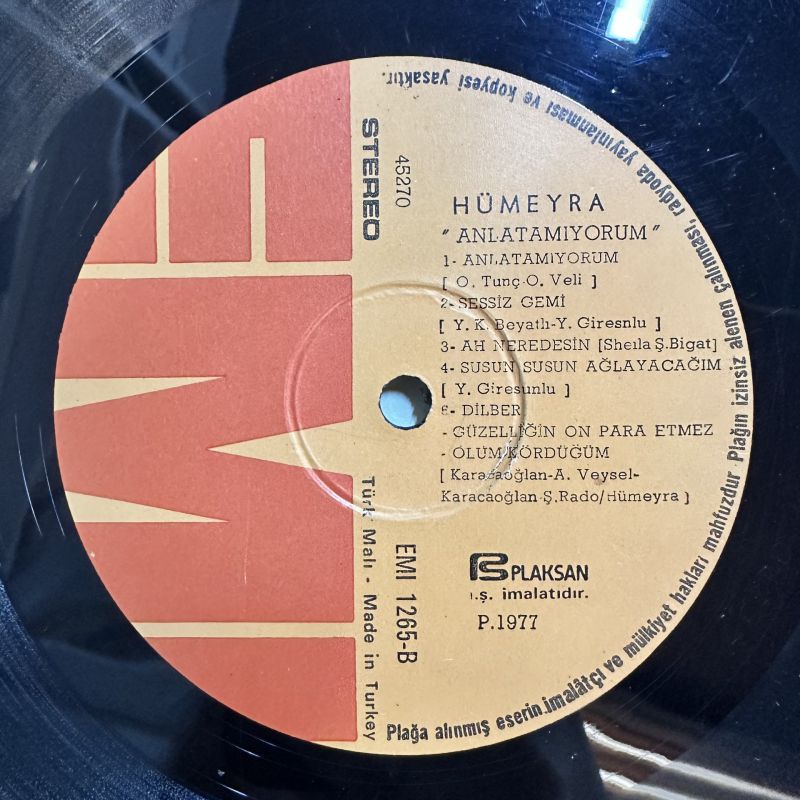 EMI
STEREO
45270
HÜMEYRA
"ANLATAMIYORUM"
1- ANLATAMIYORUM
[ O. Tunç-O. Veli ]
2- SESSİZ GEMİ
[ Y. K. Beyatlı-Y. Giresnlu ]
3- AH NEREDESİN [Sheila Ş.Bigat]
4- SUSUN SUSUN AĞLAYACAĞIM
[ Y. Giresunlu ]
6- DİLBER
- GÜZELLİĞİN ON PARA ETMEZ
- ÖLÜM KÖRDÜĞÜM
[ Karacaoğlan-A. Veysel-
Karacaoğlan-Ş.Rado/Hümeyra ]
PLAKSAN
.ş. imalatıdır.
P.1977
Türk Malı - Made in Turkey
EMI 1265-B
Plağa alınmış eserin imalâtçı ve mülkiyet hakları mahfuzdur Plağın izinsiz alenen çalınması, radyoda yayınlanması ve kopyesi yasaktır.